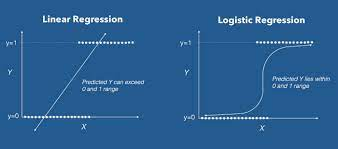 Linear Regression
y=1
Y
Predicted Y can exceed
0 and 1 range
y=0
X
Logistic Regression
y=1
Y
Predicted Y lies within
0 and 1 range
y=0
X